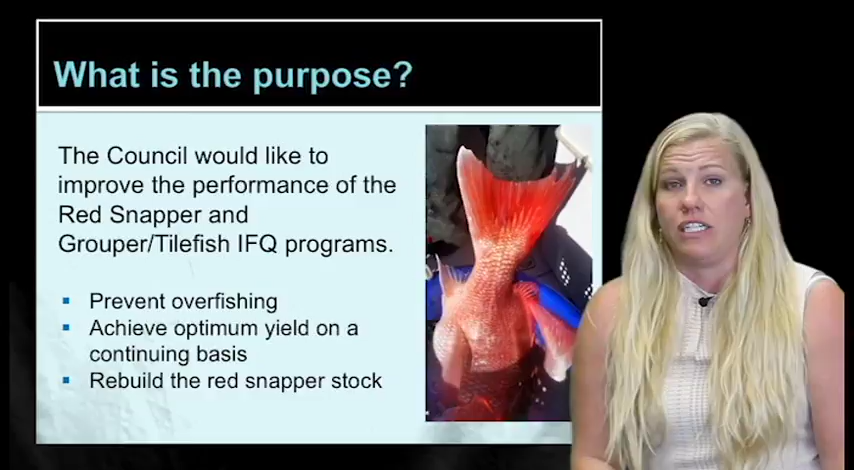 What is the purpose?
The Council would like to
improve the performance of the
Red Snapper and
Grouper/Tilefish IFQ programs.
▪ Prevent overfishing
▪ Achieve optimum yield on a
continuing basis
▪ Rebuild the red snapper stock